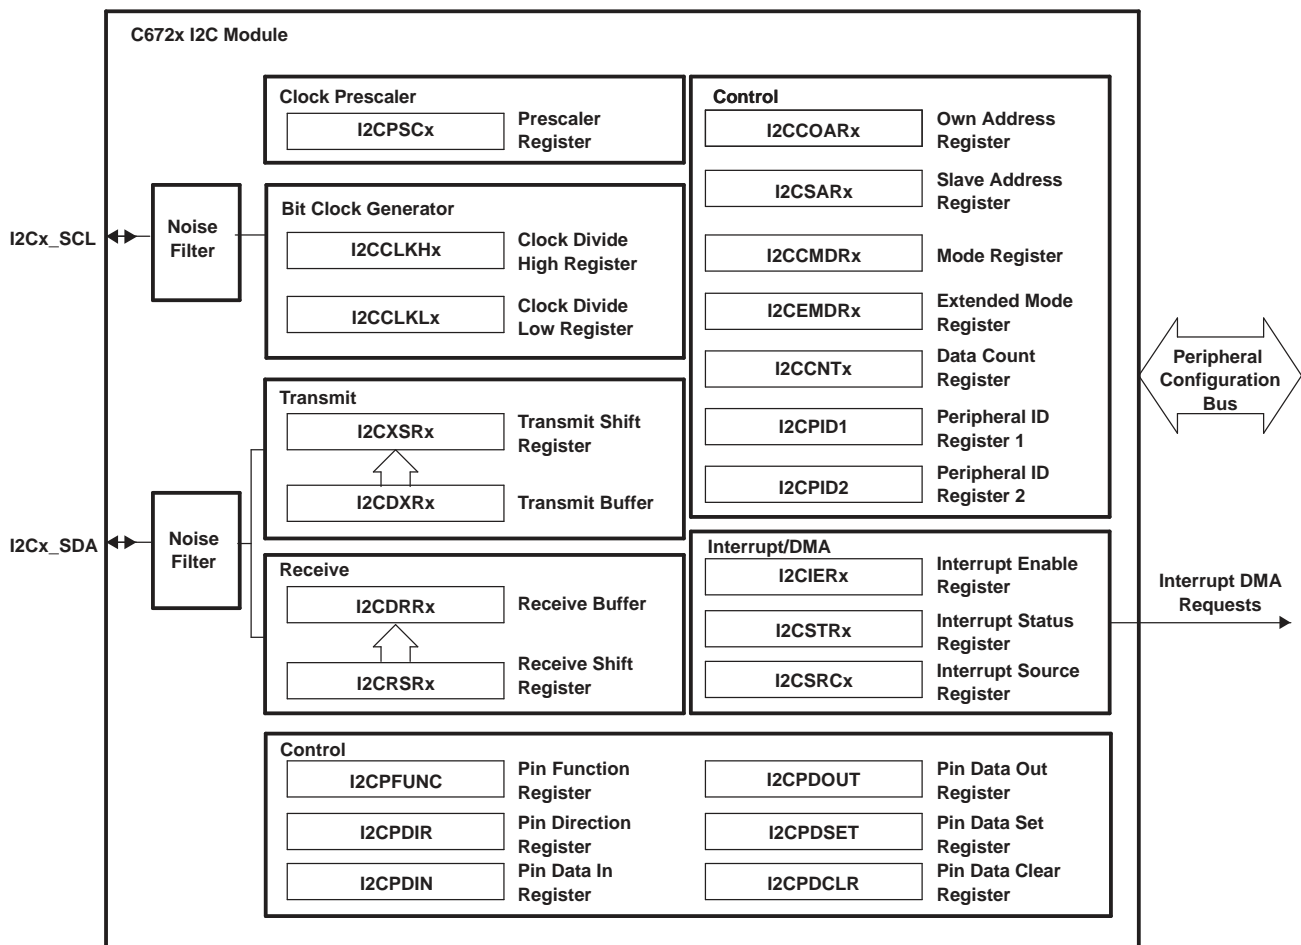 C672x I2C Module
Clock Prescaler
I2CPSCx
Prescaler
Register
Control
I2CCOARx
Own Address
Register
I2CSARx
Slave Address
Register
I2CCMDRx
Mode Register
I2CEMDRx
Extended Mode
Register
I2CCNTx
Data Count
Register
I2CPID1
Peripheral ID
Register 1
I2CPID2
Peripheral ID
Register 2
I2Cx_SCL
Noise
Filter
Bit Clock Generator
I2CCLKHx
Clock Divide
High Register
I2CCLKLx
Clock Divide
Low Register
Peripheral
Configuration
Bus
Transmit
I2CXSRx
Transmit Shift
Register
I2CDXRx
Transmit Buffer
I2Cx_SDA
Noise
Filter
Receive
I2CDRRx
Receive Buffer
I2CRSRx
Receive Shift
Register
Interrupt/DMA
I2CIERx
Interrupt Enable
Register
I2CSTRx
Interrupt Status
Register
I2CSRCx
Interrupt Source
Register
Interrupt DMA
Requests
Control
I2CPFUNC
Pin Function
Register
I2CPDIR
Pin Direction
Register
I2CPDIN
Pin Data In
Register
I2CPDOUT
Pin Data Out
Register
I2CPDSET
Pin Data Set
Register
I2CPDCLR
Pin Data Clear
Register